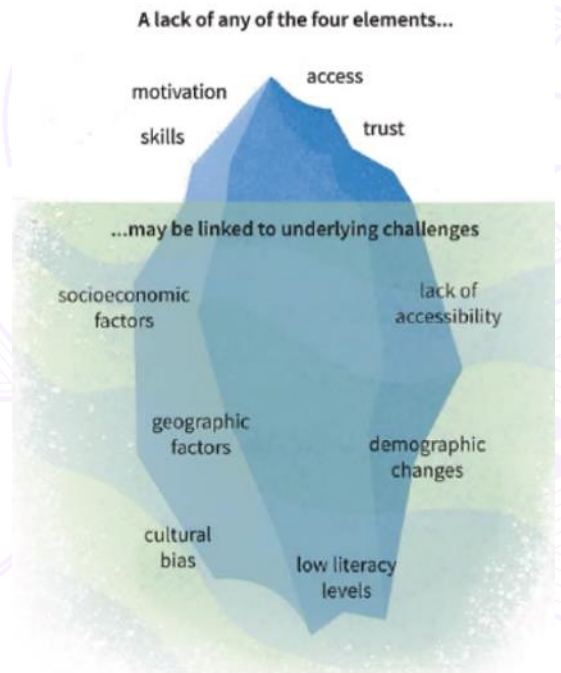 A lack of any of the four elements...
motivation
access
skills
trust
...may be linked to underlying challenges
socioeconomic
factors
lack of
accessibility
geographic
factors
demographic
changes
cultural
bias
low literacy
levels